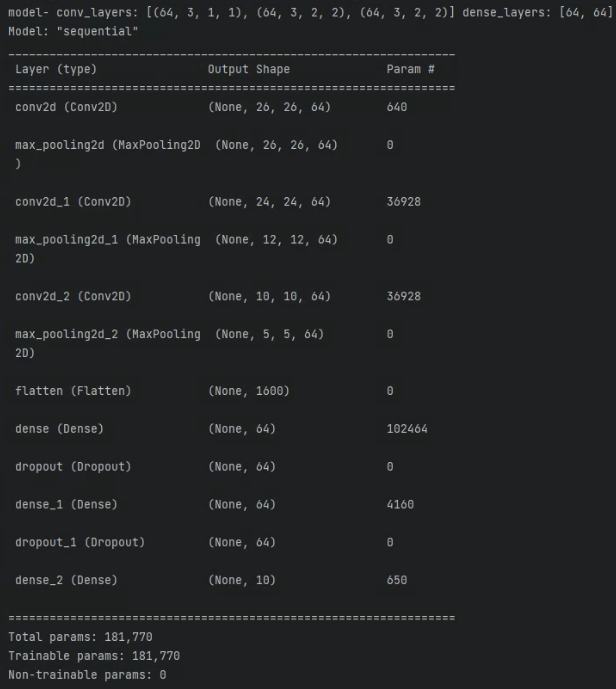 model- conv_layers: [(64, 3, 1, 1), (64, 3, 2, 2), (64, 3, 2, 2)] dense_layers: [64, 64]
Model: "sequential"
_________________________________________________________________
Layer (type) Output Shape Param #
=================================================================
conv2d (Conv2D) (None, 26, 26, 64) 640
max_pooling2d (MaxPooling2D (None, 26, 26, 64) 0
)
conv2d_1 (Conv2D) (None, 24, 24, 64) 36928
max_pooling2d_1 (MaxPooling (None, 12, 12, 64) 0
2D)
conv2d_2 (Conv2D) (None, 10, 10, 64) 36928
max_pooling2d_2 (MaxPooling (None, 5, 5, 64) 0
2D)
flatten (Flatten) (None, 1600) 0
dense (Dense) (None, 64) 102464
dropout (Dropout) (None, 64) 0
dense_1 (Dense) (None, 64) 4160
dropout_1 (Dropout) (None, 64) 0
dense_2 (Dense) (None, 10) 650
=================================================================
Total params: 181,770
Trainable params: 181,770
Non-trainable params: 0